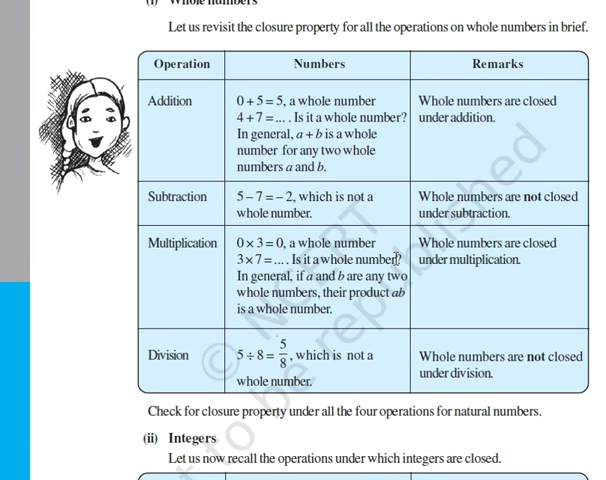 (i) Whole numbers
Let us revisit the closure property for all the operations on whole numbers in brief.
Operation Numbers Remarks
Addition 0 + 5 = 5, a whole number Whole numbers are closed
4 + 7 = ... . Is it a whole number? under addition.
In general, a + b is a whole
number for any two whole
numbers a and b.
Subtraction 5 – 7 = – 2, which is not a Whole numbers are not closed
whole number. under subtraction.
Multiplication 0 × 3 = 0, a whole number Whole numbers are closed
3 × 7 = ... . Is it a whole number? under multiplication.
In general, if a and b are any two
whole numbers, their product ab
is a whole number.
Division 5 ÷ 8 = 5/8, which is not a Whole numbers are not closed
whole number. under division.
Check for closure property under all the four operations for natural numbers.
(ii) Integers
Let us now recall the operations under which integers are closed.
© NCERT
not to be republished